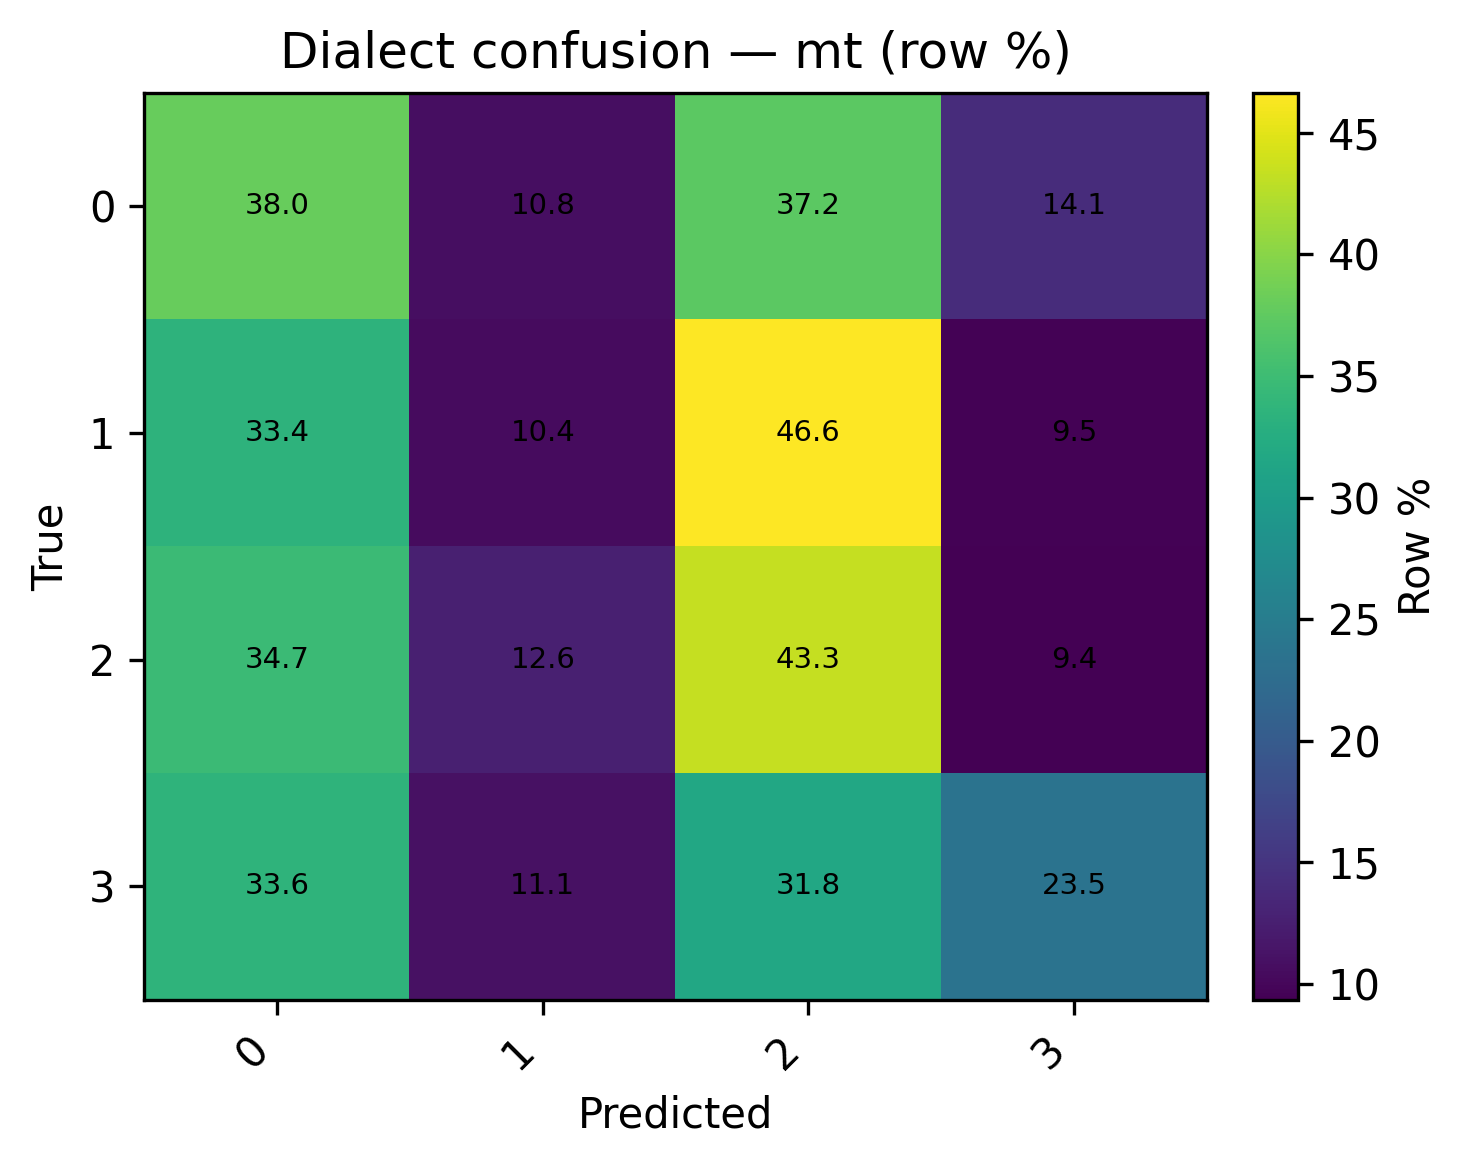 Dialect confusion — mt (row %)
0 38.0 10.8 37.2 14.1
1 33.4 10.4 46.6 9.5
2 34.7 12.6 43.3 9.4
3 33.6 11.1 31.8 23.5
0 1 2 3
Predicted
True
45
40
35
30
25
20
15
10
Row %